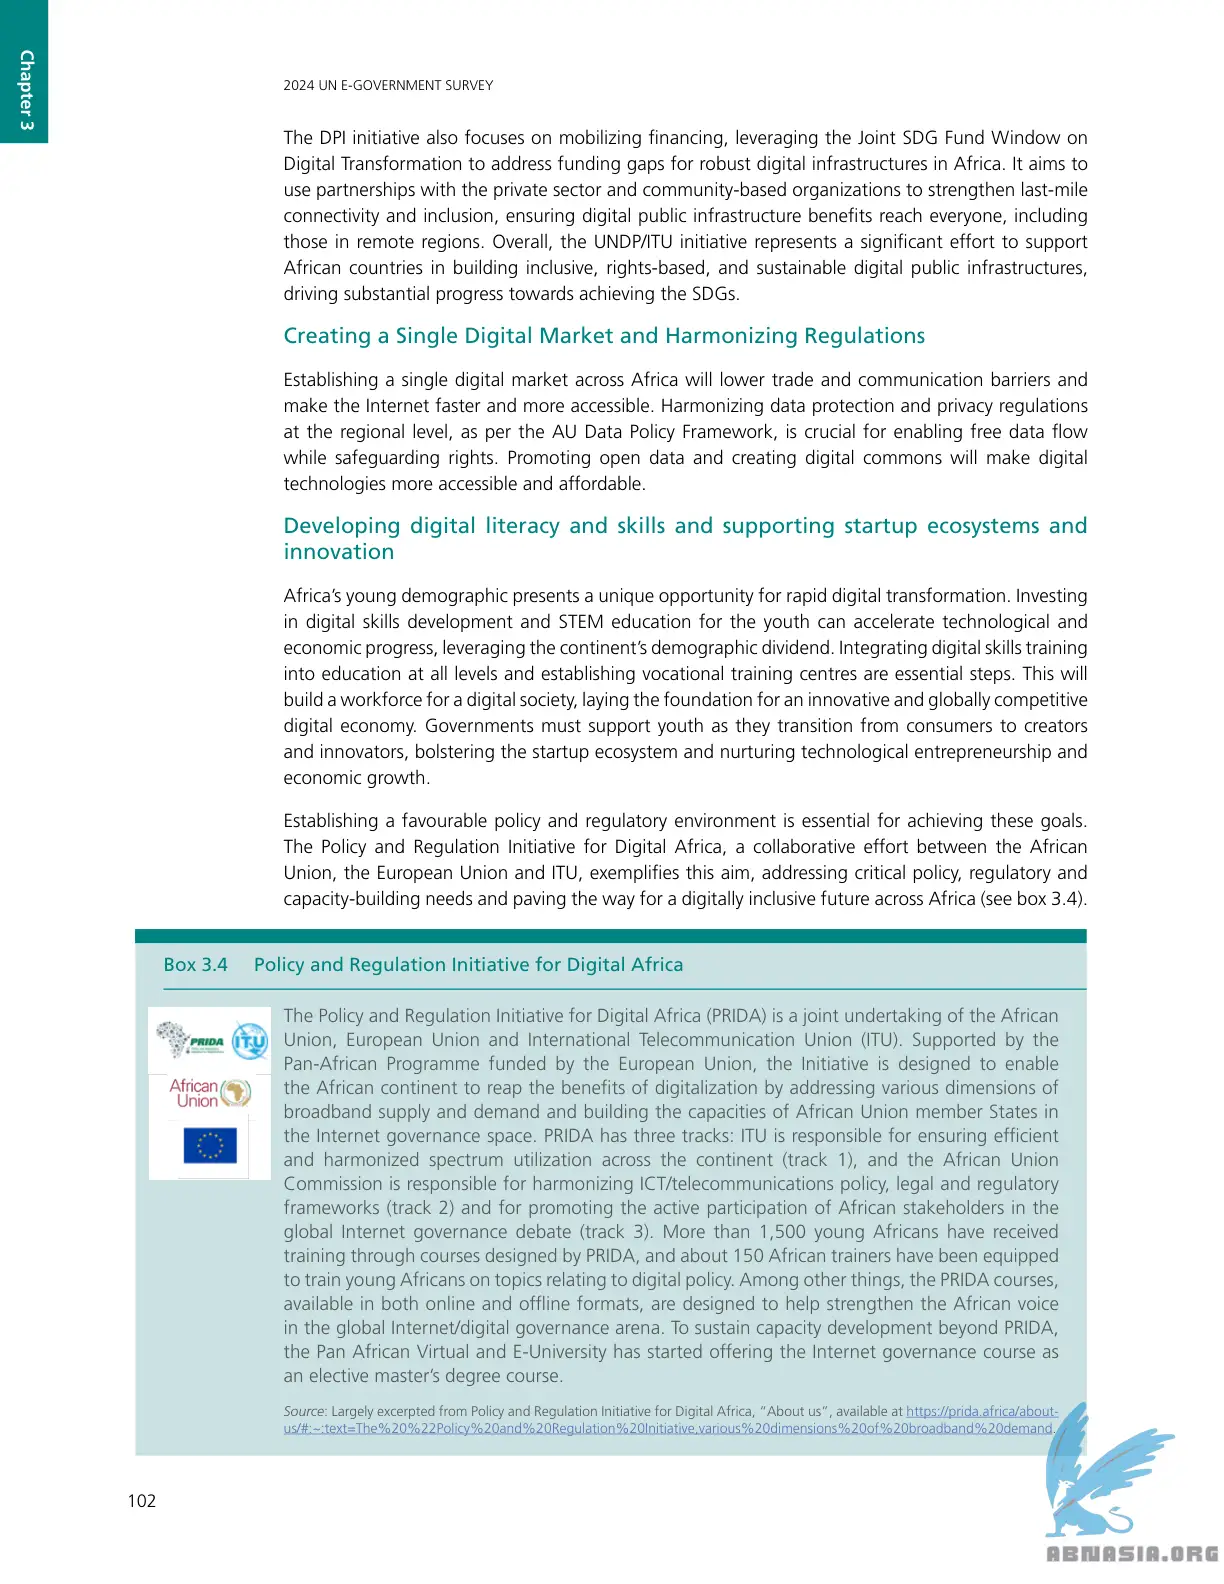 Chapter 3
2024 UN E-GOVERNMENT SURVEY
The DPI initiative also focuses on mobilizing financing, leveraging the Joint SDG Fund Window on
Digital Transformation to address funding gaps for robust digital infrastructures in Africa. It aims to
use partnerships with the private sector and community-based organizations to strengthen last-mile
connectivity and inclusion, ensuring digital public infrastructure benefits reach everyone, including
those in remote regions. Overall, the UNDP/ITU initiative represents a significant effort to support
African countries in building inclusive, rights-based, and sustainable digital public infrastructures,
driving substantial progress towards achieving the SDGs.
Creating a Single Digital Market and Harmonizing Regulations
Establishing a single digital market across Africa will lower trade and communication barriers and
make the Internet faster and more accessible. Harmonizing data protection and privacy regulations
at the regional level, as per the AU Data Policy Framework, is crucial for enabling free data flow
while safeguarding rights. Promoting open data and creating digital commons will make digital
technologies more accessible and affordable.
Developing digital literacy and skills and supporting startup ecosystems and
innovation
Africa’s young demographic presents a unique opportunity for rapid digital transformation. Investing
in digital skills development and STEM education for the youth can accelerate technological and
economic progress, leveraging the continent’s demographic dividend. Integrating digital skills training
into education at all levels and establishing vocational training centres are essential steps. This will
build a workforce for a digital society, laying the foundation for an innovative and globally competitive
digital economy. Governments must support youth as they transition from consumers to creators
and innovators, bolstering the startup ecosystem and nurturing technological entrepreneurship and
economic growth.
Establishing a favourable policy and regulatory environment is essential for achieving these goals.
The Policy and Regulation Initiative for Digital Africa, a collaborative effort between the African
Union, the European Union and ITU, exemplifies this aim, addressing critical policy, regulatory and
capacity-building needs and paving the way for a digitally inclusive future across Africa (see box 3.4).
Box 3.4 Policy and Regulation Initiative for Digital Africa
PRIDA
ITU
African
Union
The Policy and Regulation Initiative for Digital Africa (PRIDA) is a joint undertaking of the African
Union, European Union and International Telecommunication Union (ITU). Supported by the
Pan-African Programme funded by the European Union, the Initiative is designed to enable
the African continent to reap the benefits of digitalization by addressing various dimensions of
broadband supply and demand and building the capacities of African Union member States in
the Internet governance space. PRIDA has three tracks: ITU is responsible for ensuring efficient
and harmonized spectrum utilization across the continent (track 1), and the African Union
Commission is responsible for harmonizing ICT/telecommunications policy, legal and regulatory
frameworks (track 2) and for promoting the active participation of African stakeholders in the
global Internet governance debate (track 3). More than 1,500 young Africans have received
training through courses designed by PRIDA, and about 150 African trainers have been equipped
to train young Africans on topics relating to digital policy. Among other things, the PRIDA courses,
available in both online and offline formats, are designed to help strengthen the African voice
in the global Internet/digital governance arena. To sustain capacity development beyond PRIDA,
the Pan African Virtual and E-University has started offering the Internet governance course as
an elective master’s degree course.
Source: Largely excerpted from Policy and Regulation Initiative for Digital Africa, “About us”, available at https://prida.africa/about-
us/#:~:text=The%20%22Policy%20and%20Regulation%20Initiative,various%20dimensions%20of%20broadband%20demand.
102
ABNASIA.ORG